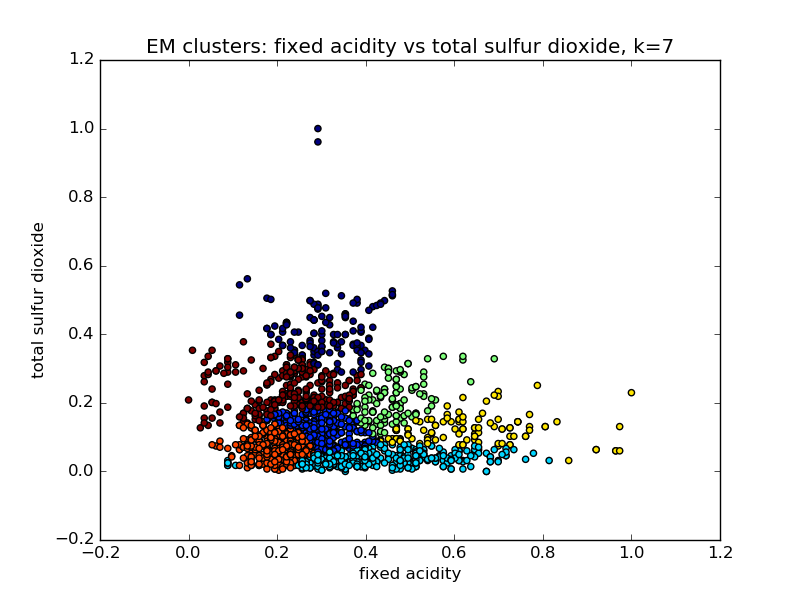 EM clusters: fixed acidity vs total sulfur dioxide, k=7
1.2
1.0
0.8
0.6
0.4
0.2
0.0
−0.2
total sulfur dioxide
−0.2 0.0 0.2 0.4 0.6 0.8 1.0 1.2
fixed acidity